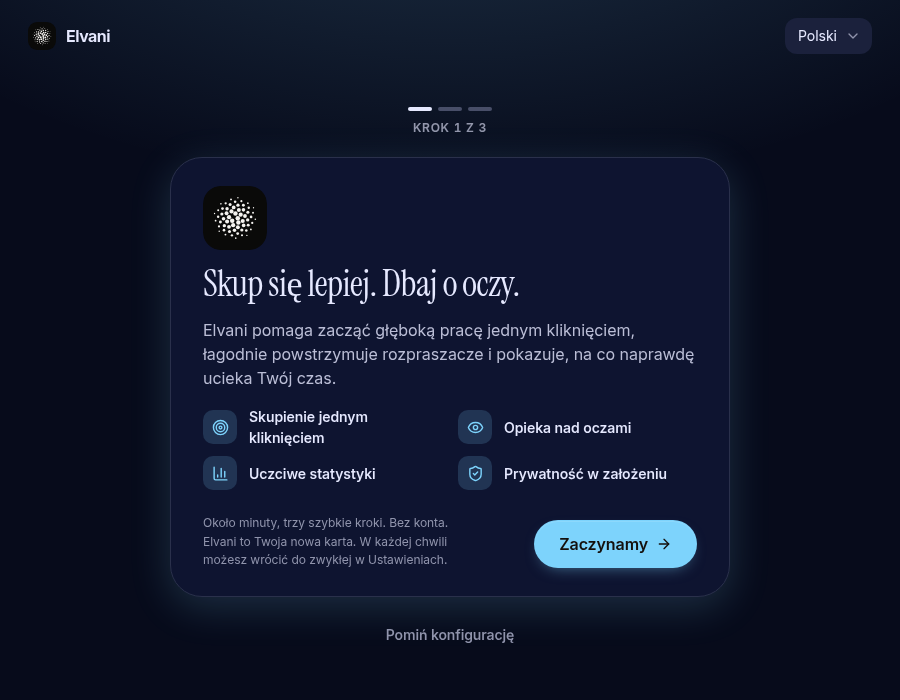 Elvani
Polski
KROK 1 Z 3
Skup się lepiej. Dbaj o oczy.
Elvani pomaga zacząć głęboką pracę jednym kliknięciem,
łagodnie powstrzymuje rozpraszacze i pokazuje, na co naprawdę
ucieka Twój czas.
Skupienie jednym
kliknięciem
Opieka nad oczami
Uczciwe statystyki
Prywatność w założeniu
Około minuty, trzy szybkie kroki. Bez konta.
Elvani to Twoja nowa karta. W każdej chwili
możesz wrócić do zwykłej w Ustawieniach.
Zaczynamy
Pomiń konfigurację